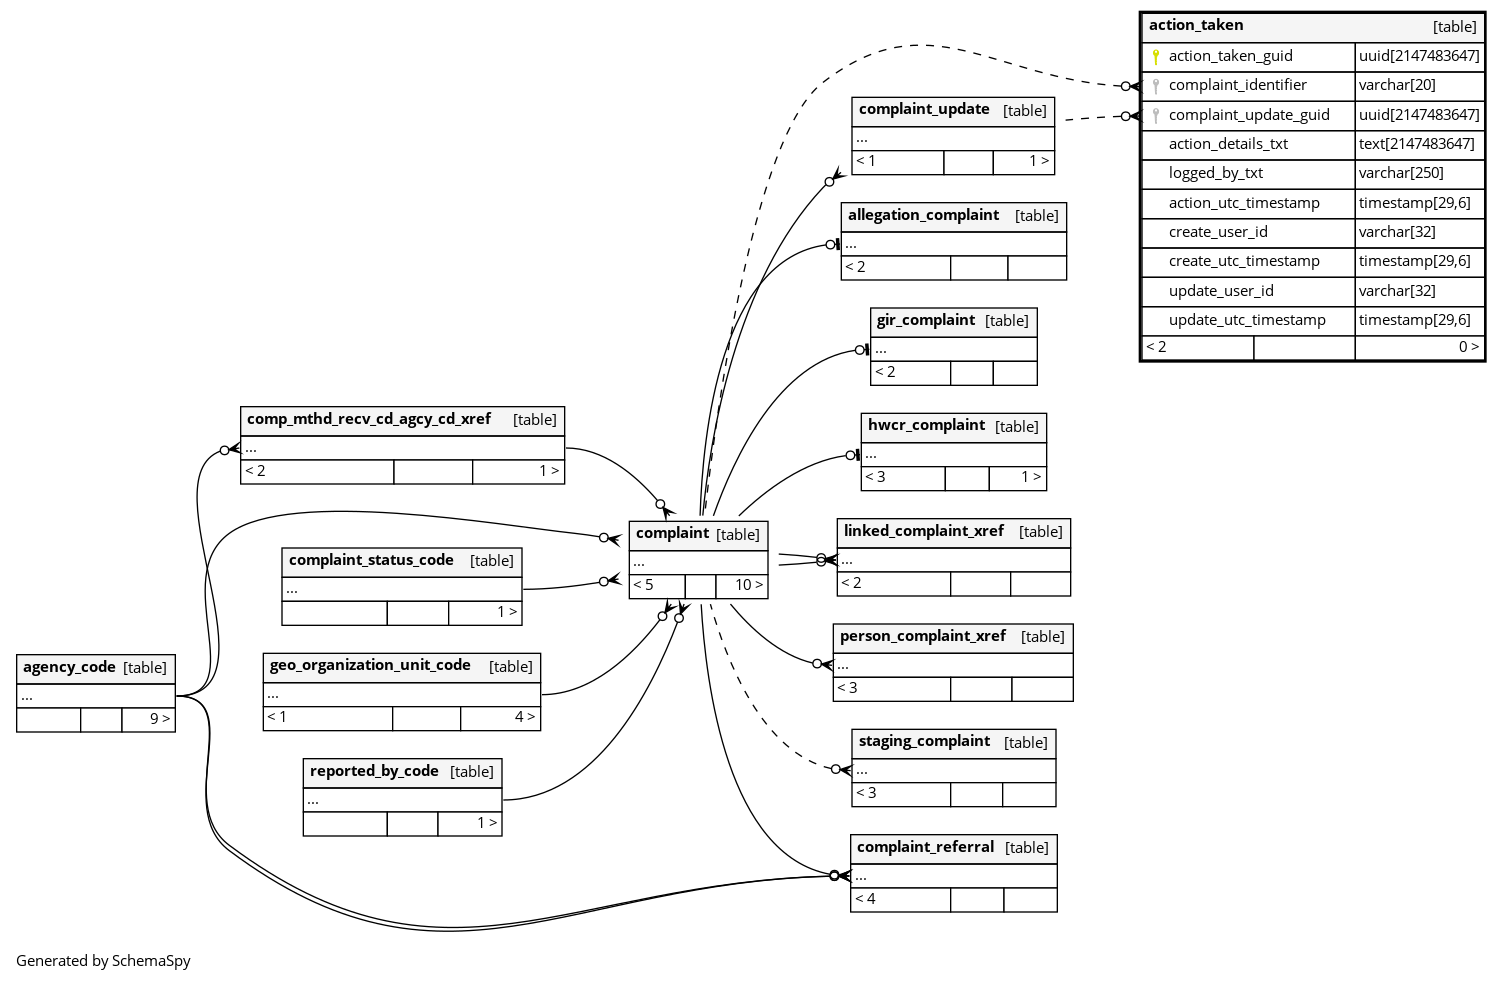 action_taken [table]
action_taken_guid uuid[2147483647]
complaint_identifier varchar[20]
complaint_update_guid uuid[2147483647]
action_details_txt text[2147483647]
logged_by_txt varchar[250]
action_utc_timestamp timestamp[29,6]
create_user_id varchar[32]
create_utc_timestamp timestamp[29,6]
update_user_id varchar[32]
update_utc_timestamp timestamp[29,6]
< 2 0 >
complaint_update [table]
...
< 1 1 >
allegation_complaint [table]
...
< 2
gir_complaint [table]
...
< 2
comp_mthd_recv_cd_agcy_cd_xref [table]
...
< 2 1 >
hwcr_complaint [table]
...
< 3 1 >
complaint [table]
...
< 5 10 >
linked_complaint_xref [table]
...
< 2
complaint_status_code [table]
...
1 >
person_complaint_xref [table]
...
< 3
agency_code [table]
...
9 >
geo_organization_unit_code [table]
...
< 1 4 >
staging_complaint [table]
...
< 3
reported_by_code [table]
...
1 >
complaint_referral [table]
...
< 4
Generated by SchemaSpy